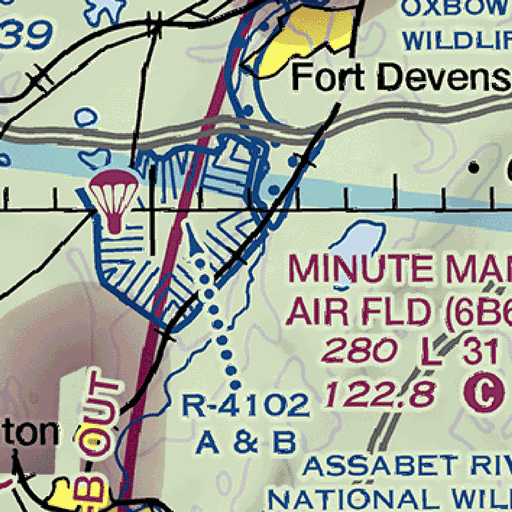 OXBOW
39
WILDLIF
Fort Devens
MINUTE MAN
AIR FLD (6B6
280 L 31
122.8 C
R-4102
A & B
ton
B OUT
ASSABET RIV
NATIONAL WIL